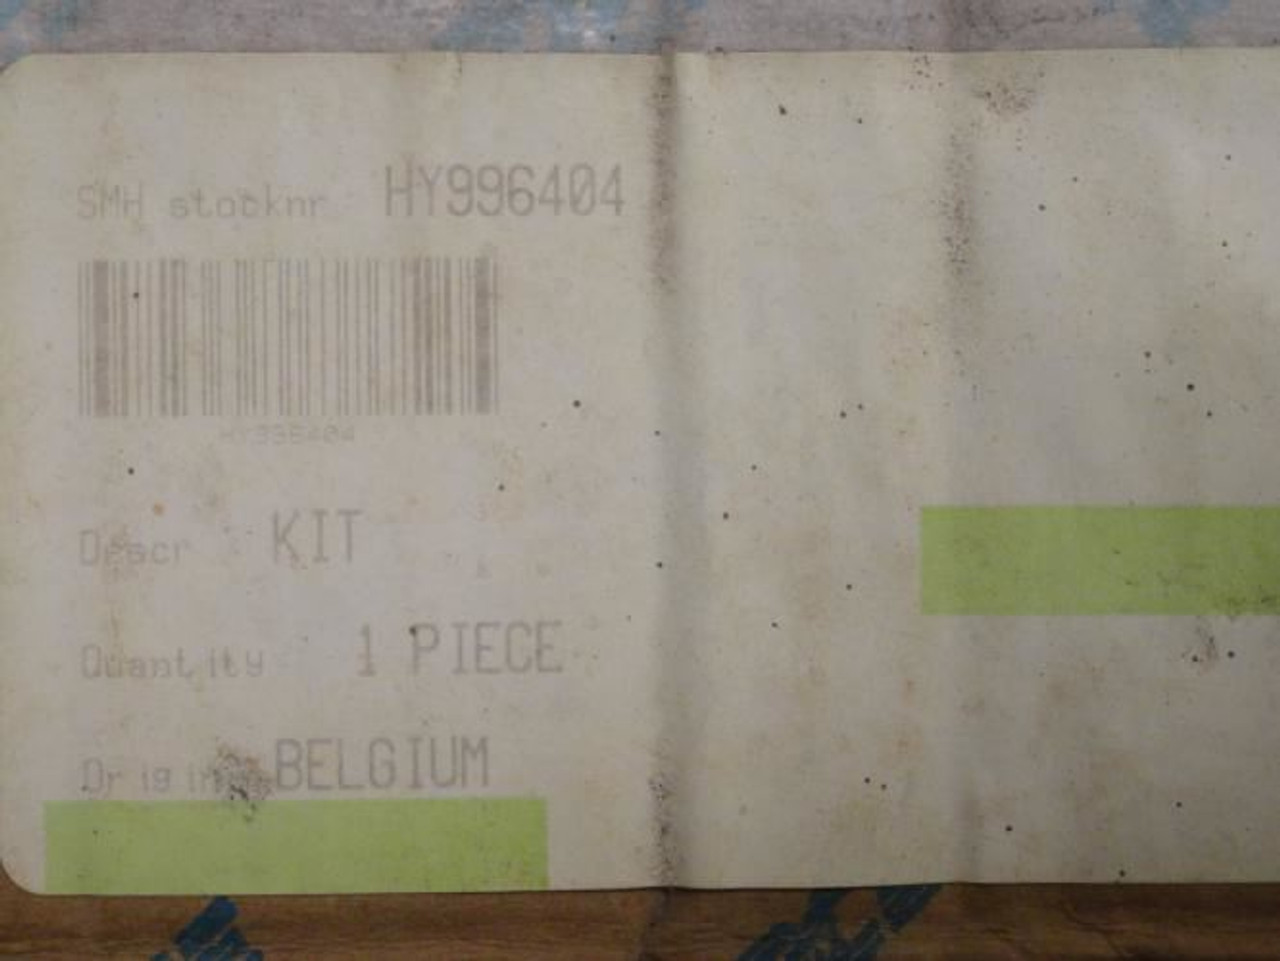 SMH stocknr HY996404
HY996404
Descr : KIT
Quantity 1 PIECE
Origin BELGIUM